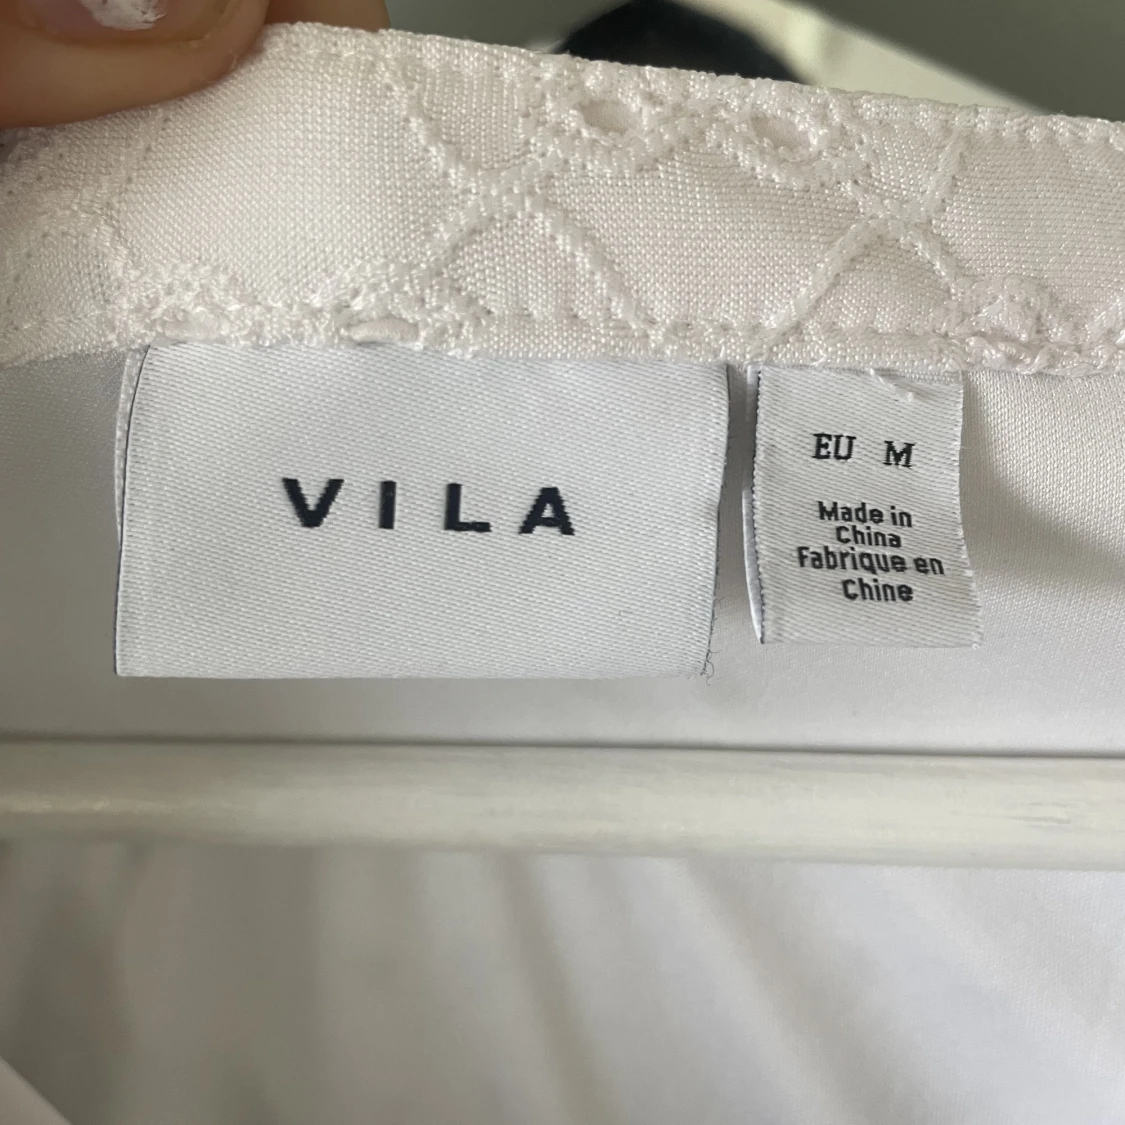 VILA
EU M
Made in
China
Fabrique en
Chine